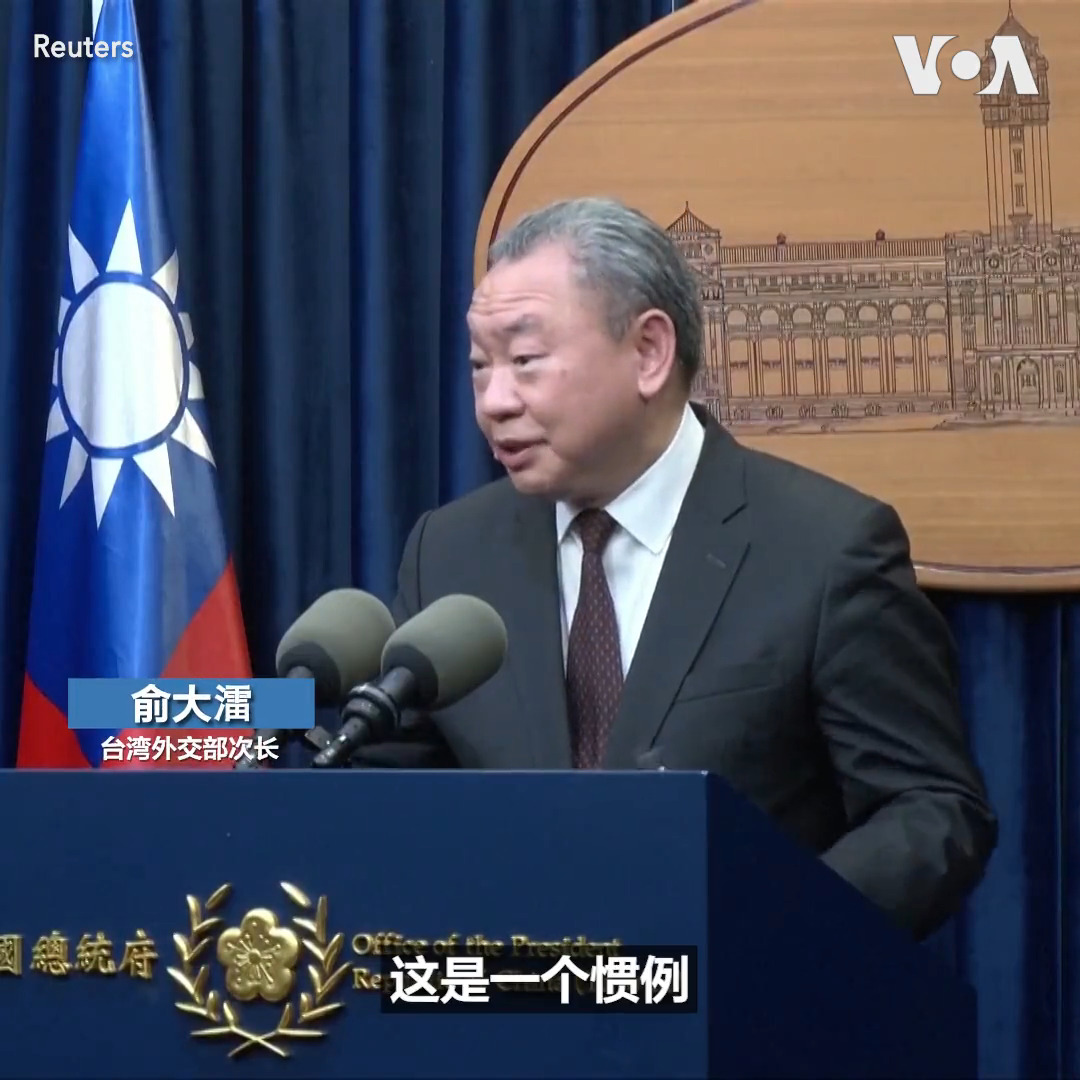 Reuters
VOA
俞大㵢
台湾外交部次长
國總統府
Office of the President
这是一个惯例